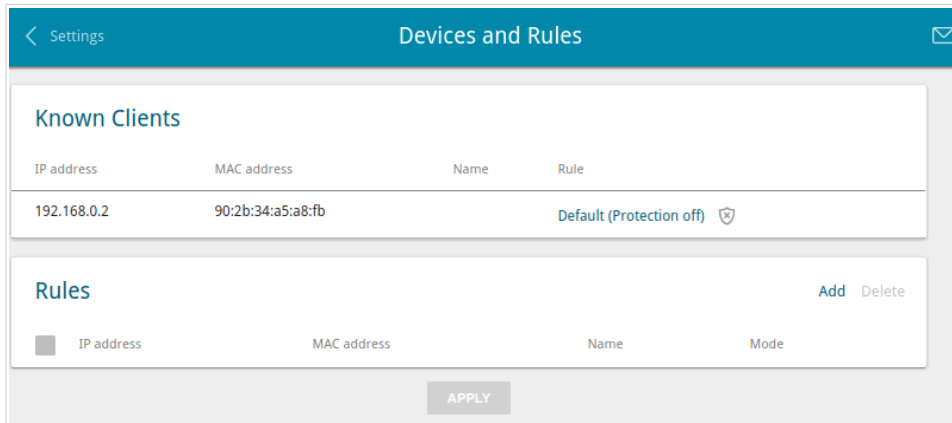 Settings Devices and Rules
Known Clients
IP address MAC address Name Rule
192.168.0.2 90:2b:34:a5:a8:fb Default (Protection off)
Rules Add Delete
IP address MAC address Name Mode
APPLY